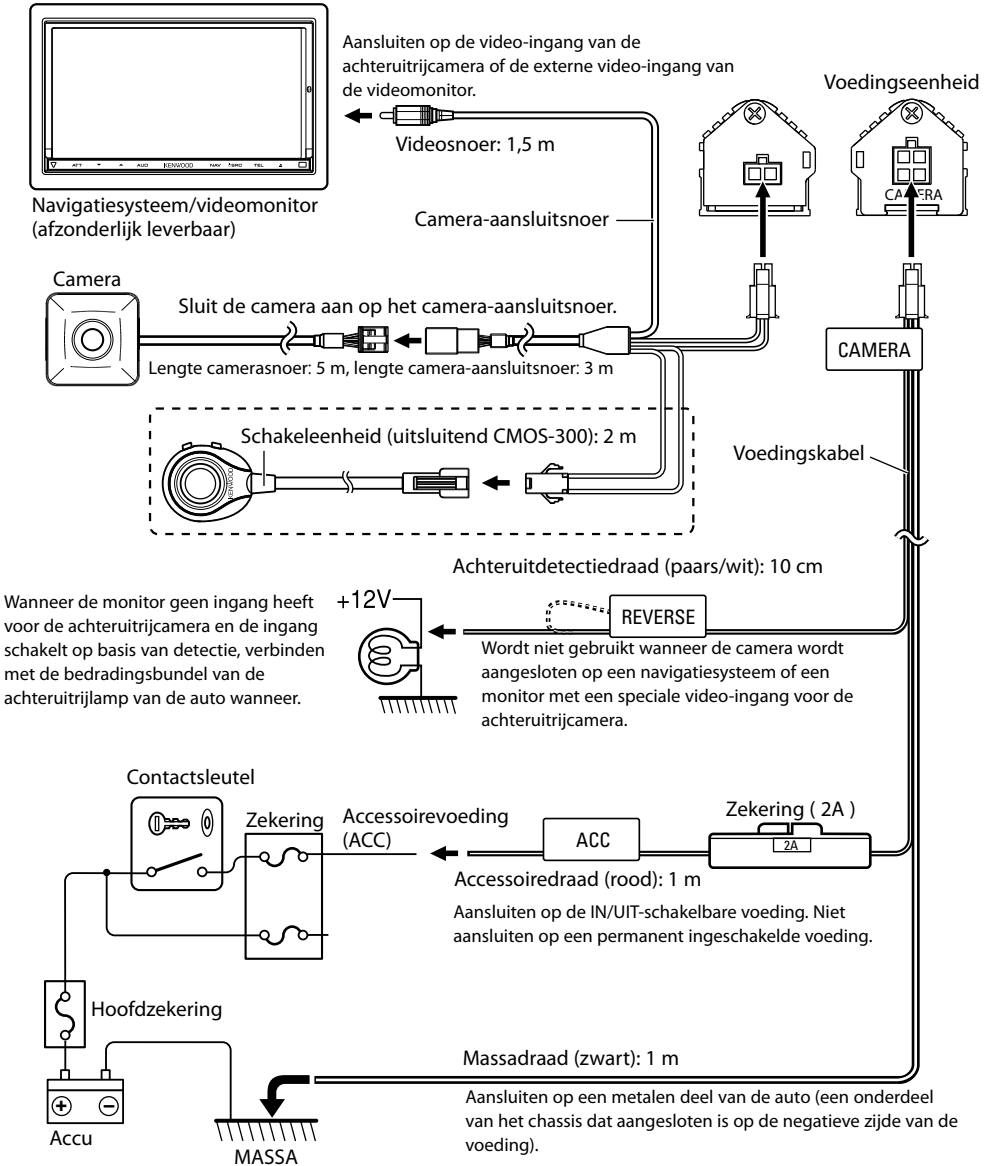 Aansluiten op de video-ingang van de
achteruitrijcamera of de externe video-ingang van
de videomonitor.
Voedingseenheid
Videosnoer: 1,5 m
ATT
AUD
KENWOOD
NAV
SRC
TEL
CAMERA
Navigatiesysteem/videomonitor
(afzonderlijk leverbaar)
Camera-aansluitsnoer
Camera
Sluit de camera aan op het camera-aansluitsnoer.
CAMERA
Lengte camerasnoer: 5 m, lengte camera-aansluitsnoer: 3 m
Schakeleenheid (uitsluitend CMOS-300): 2 m
KENWOOD
Voedingskabel
Achteruitdetectiedraad (paars/wit): 10 cm
Wanneer de monitor geen ingang heeft
voor de achteruitrijcamera en de ingang
schakelt op basis van detectie, verbinden
met de bedradingsbundel van de
achteruitrijlamp van de auto wanneer.
+12V
REVERSE
Wordt niet gebruikt wanneer de camera wordt
aangesloten op een navigatiesysteem of een
monitor met een speciale video-ingang voor de
achteruitrijcamera.
Contactsleutel
Zekering
Accessoirevoeding
(ACC)
ACC
Zekering ( 2A )
2A
Accessoiredraad (rood): 1 m
Aansluiten op de IN/UIT-schakelbare voeding. Niet
aansluiten op een permanent ingeschakelde voeding.
Hoofdzekering
Massadraad (zwart): 1 m
Aansluiten op een metalen deel van de auto (een onderdeel
van het chassis dat aangesloten is op de negatieve zijde van de
voeding).
Accu
MASSA